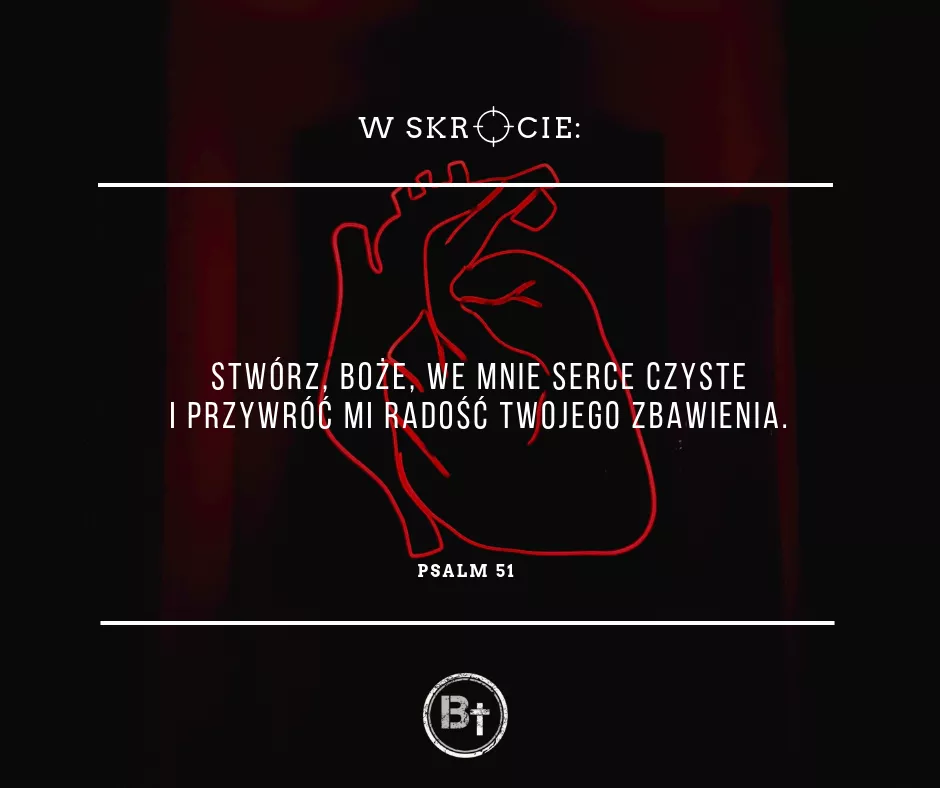 W SKRÓCIE:
STWÓRZ, BOŻE, WE MNIE SERCE CZYSTE
I PRZYWRÓĆ MI RADOŚĆ TWOJEGO ZBAWIENIA.
PSALM 51
B†